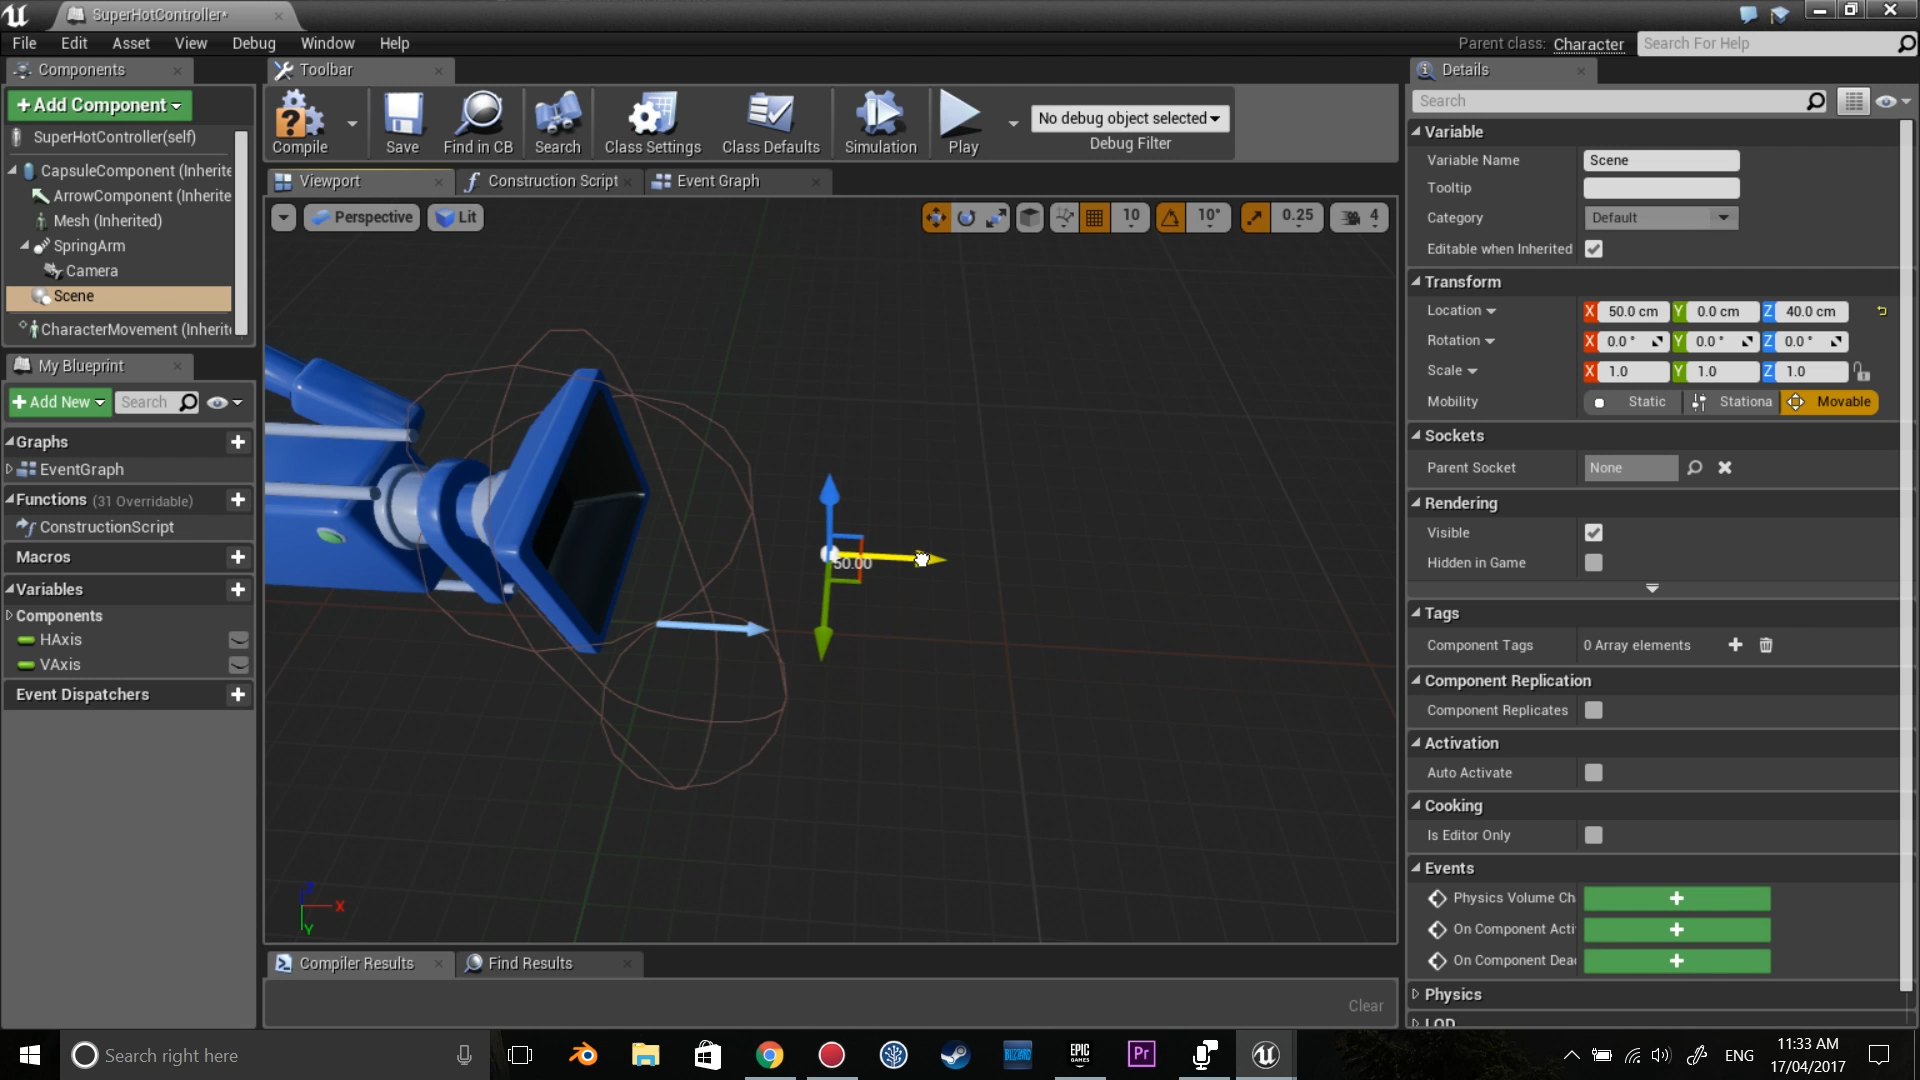 SuperHotController*
File Edit Asset View Debug Window Help
Parent class: Character
Search For Help
Components
Toolbar
Details
Add Component
SuperHotController(self)
CapsuleComponent (Inherite
ArrowComponent (Inherite
Mesh (Inherited)
SpringArm
Camera
Scene
CharacterMovement (Inherit
Compile
Save
Find in CB
Search
Class Settings
Class Defaults
Simulation
Play
No debug object selected
Debug Filter
Viewport
Construction Script
Event Graph
Perspective
Lit
10
10°
0.25
4
50.00
Z
X
Y
My Blueprint
Add New
Search
Graphs
EventGraph
Functions (31 Overridable)
ConstructionScript
Macros
Variables
Components
HAxis
VAxis
Event Dispatchers
Compiler Results
Find Results
Clear
Search
Variable
Variable Name Scene
Tooltip
Category Default
Editable when Inherited
Transform
Location X 50.0 cm Y 0.0 cm Z 40.0 cm
Rotation X 0.0 ° Y 0.0 ° Z 0.0 °
Scale X 1.0 Y 1.0 Z 1.0
Mobility Static Stationa Movable
Sockets
Parent Socket None
Rendering
Visible
Hidden in Game
Tags
Component Tags 0 Array elements
Component Replication
Component Replicates
Activation
Auto Activate
Cooking
Is Editor Only
Events
Physics Volume Ch
On Component Acti
On Component Dea
Physics
LOD
Search right here
BLIZZARD
EPIC GAMES
Pr
ENG
11:33 AM
17/04/2017